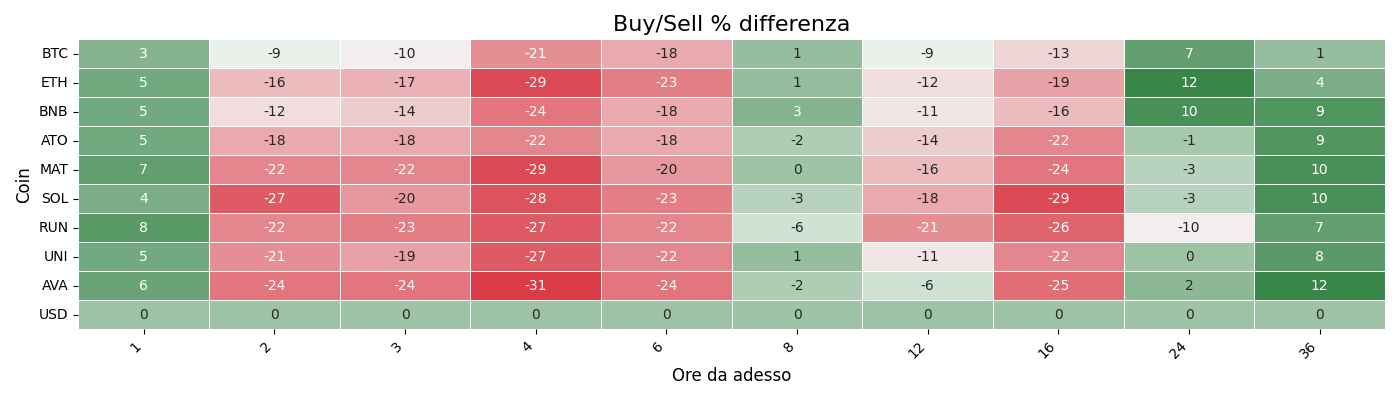 Buy/Sell % differenza
Coin
BTC 3 -9 -10 -21 -18 1 -9 -13 7 1
ETH 5 -16 -17 -29 -23 1 -12 -19 12 4
BNB 5 -12 -14 -24 -18 3 -11 -16 10 9
ATO 5 -18 -18 -22 -18 -2 -14 -22 -1 9
MAT 7 -22 -22 -29 -20 0 -16 -24 -3 10
SOL 4 -27 -20 -28 -23 -3 -18 -29 -3 10
RUN 8 -22 -23 -27 -22 -6 -21 -26 -10 7
UNI 5 -21 -19 -27 -22 1 -11 -22 0 8
AVA 6 -24 -24 -31 -24 -2 -6 -25 2 12
USD 0 0 0 0 0 0 0 0 0 0
1 2 3 4 6 8 12 16 24 36
Ore da adesso